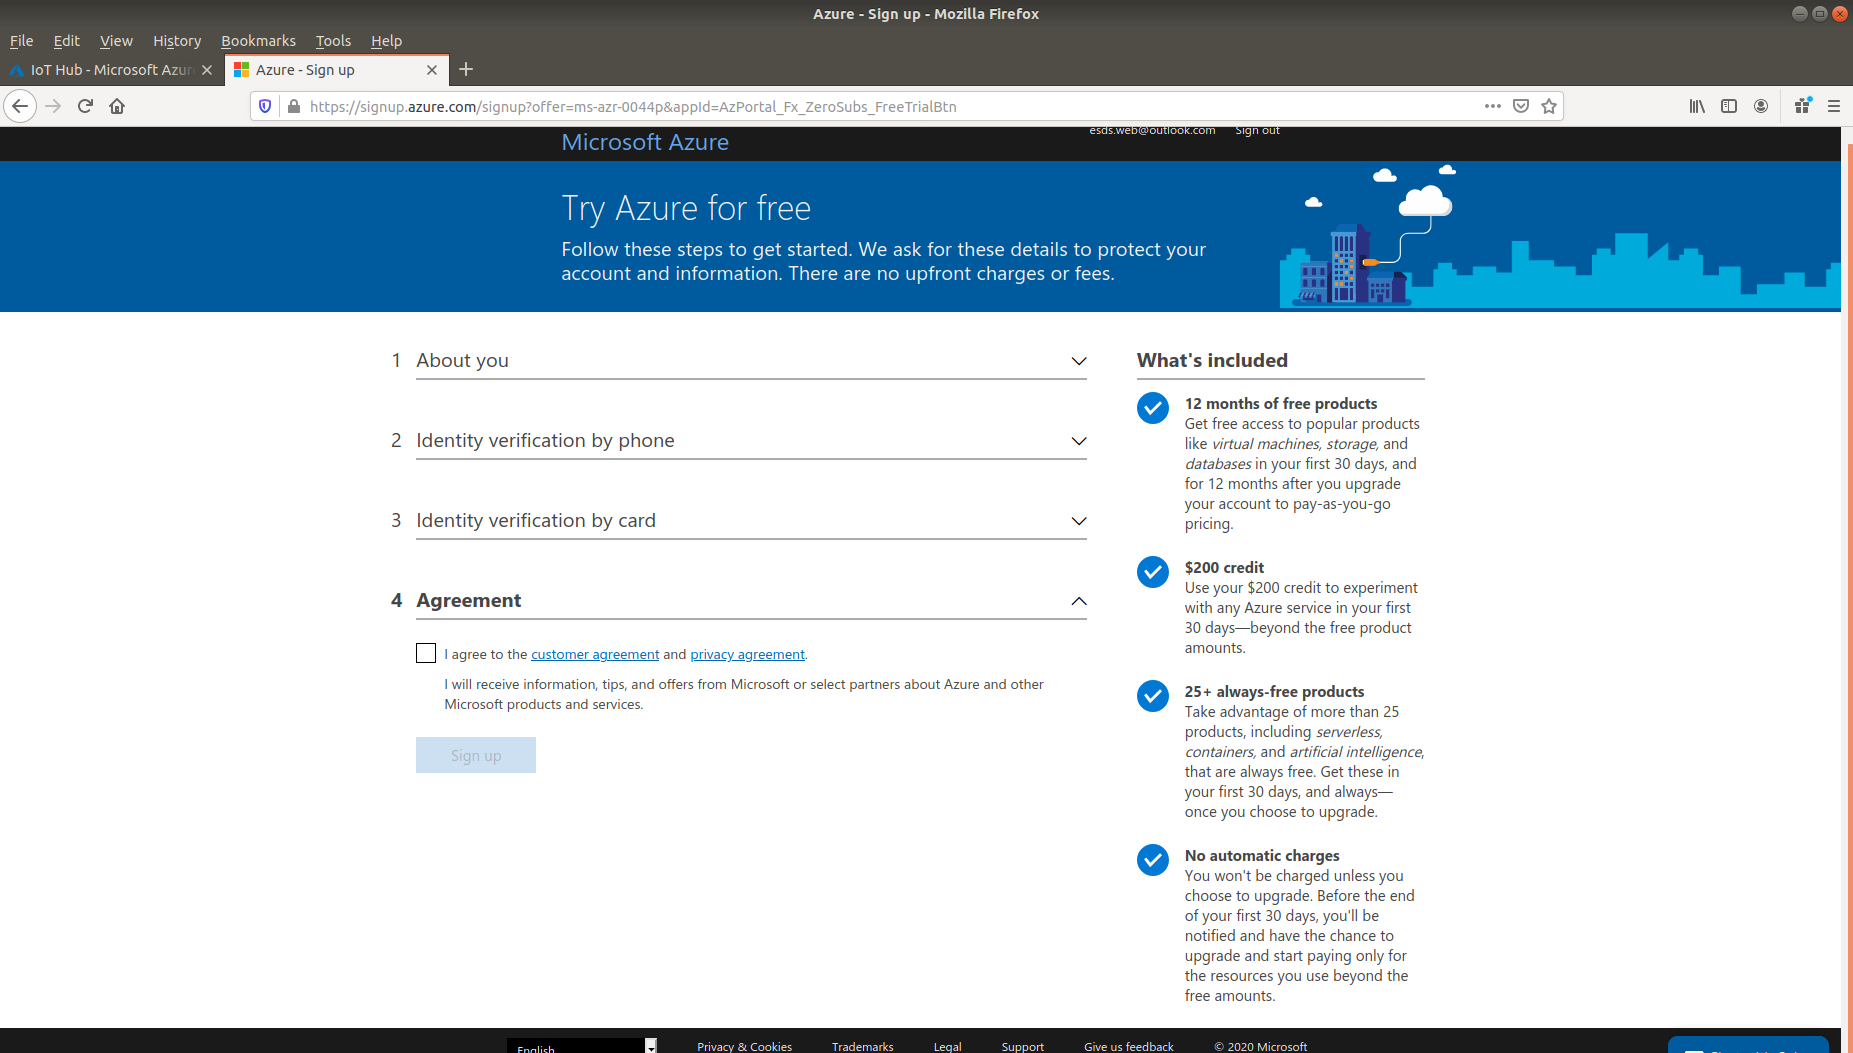 Azure - Sign up - Mozilla Firefox
File Edit View History Bookmarks Tools Help
IoT Hub - Microsoft Azur
Azure - Sign up
https://signup.azure.com/signup?offer=ms-azr-0044p&appId=AzPortal_Fx_ZeroSubs_FreeTrialBtn
Microsoft Azure
esds.web@outlook.com Sign out
Try Azure for free
Follow these steps to get started. We ask for these details to protect your
account and information. There are no upfront charges or fees.
1 About you
2 Identity verification by phone
3 Identity verification by card
4 Agreement
I agree to the customer agreement and privacy agreement.
I will receive information, tips, and offers from Microsoft or select partners about Azure and other
Microsoft products and services.
Sign up
What's included
12 months of free products
Get free access to popular products
like virtual machines, storage, and
databases in your first 30 days, and
for 12 months after you upgrade
your account to pay-as-you-go
pricing.
$200 credit
Use your $200 credit to experiment
with any Azure service in your first
30 days—beyond the free product
amounts.
25+ always-free products
Take advantage of more than 25
products, including serverless,
containers, and artificial intelligence,
that are always free. Get these in
your first 30 days, and always—
once you choose to upgrade.
No automatic charges
You won't be charged unless you
choose to upgrade. Before the end
of your first 30 days, you'll be
notified and have the chance to
upgrade and start paying only for
the resources you use beyond the
free amounts.
English
Privacy & Cookies Trademarks Legal Support Give us feedback © 2020 Microsoft